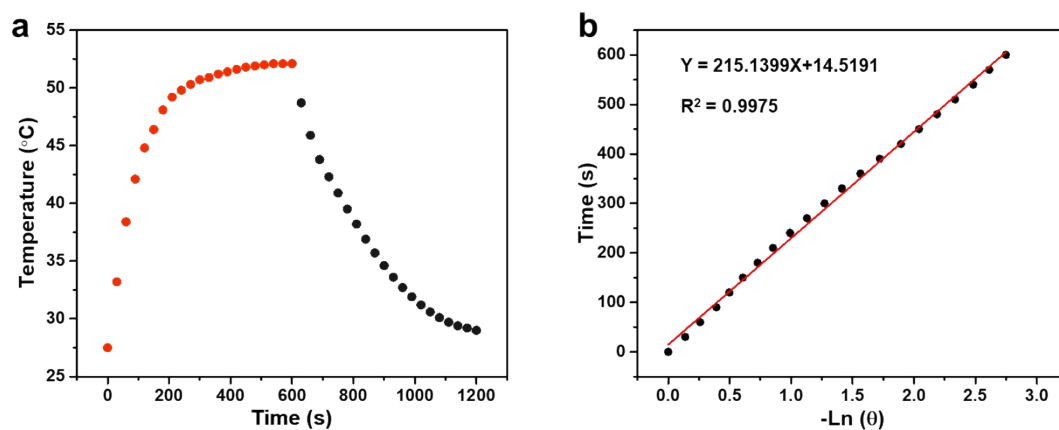 a
55
50
45
40
35
30
25
Temperature (°C)
0 200 400 600 800 1000 1200
Time (s)
b
Y = 215.1399X+14.5191
R² = 0.9975
600
500
400
300
200
100
0
Time (s)
0.0 0.5 1.0 1.5 2.0 2.5 3.0
-Ln (θ)